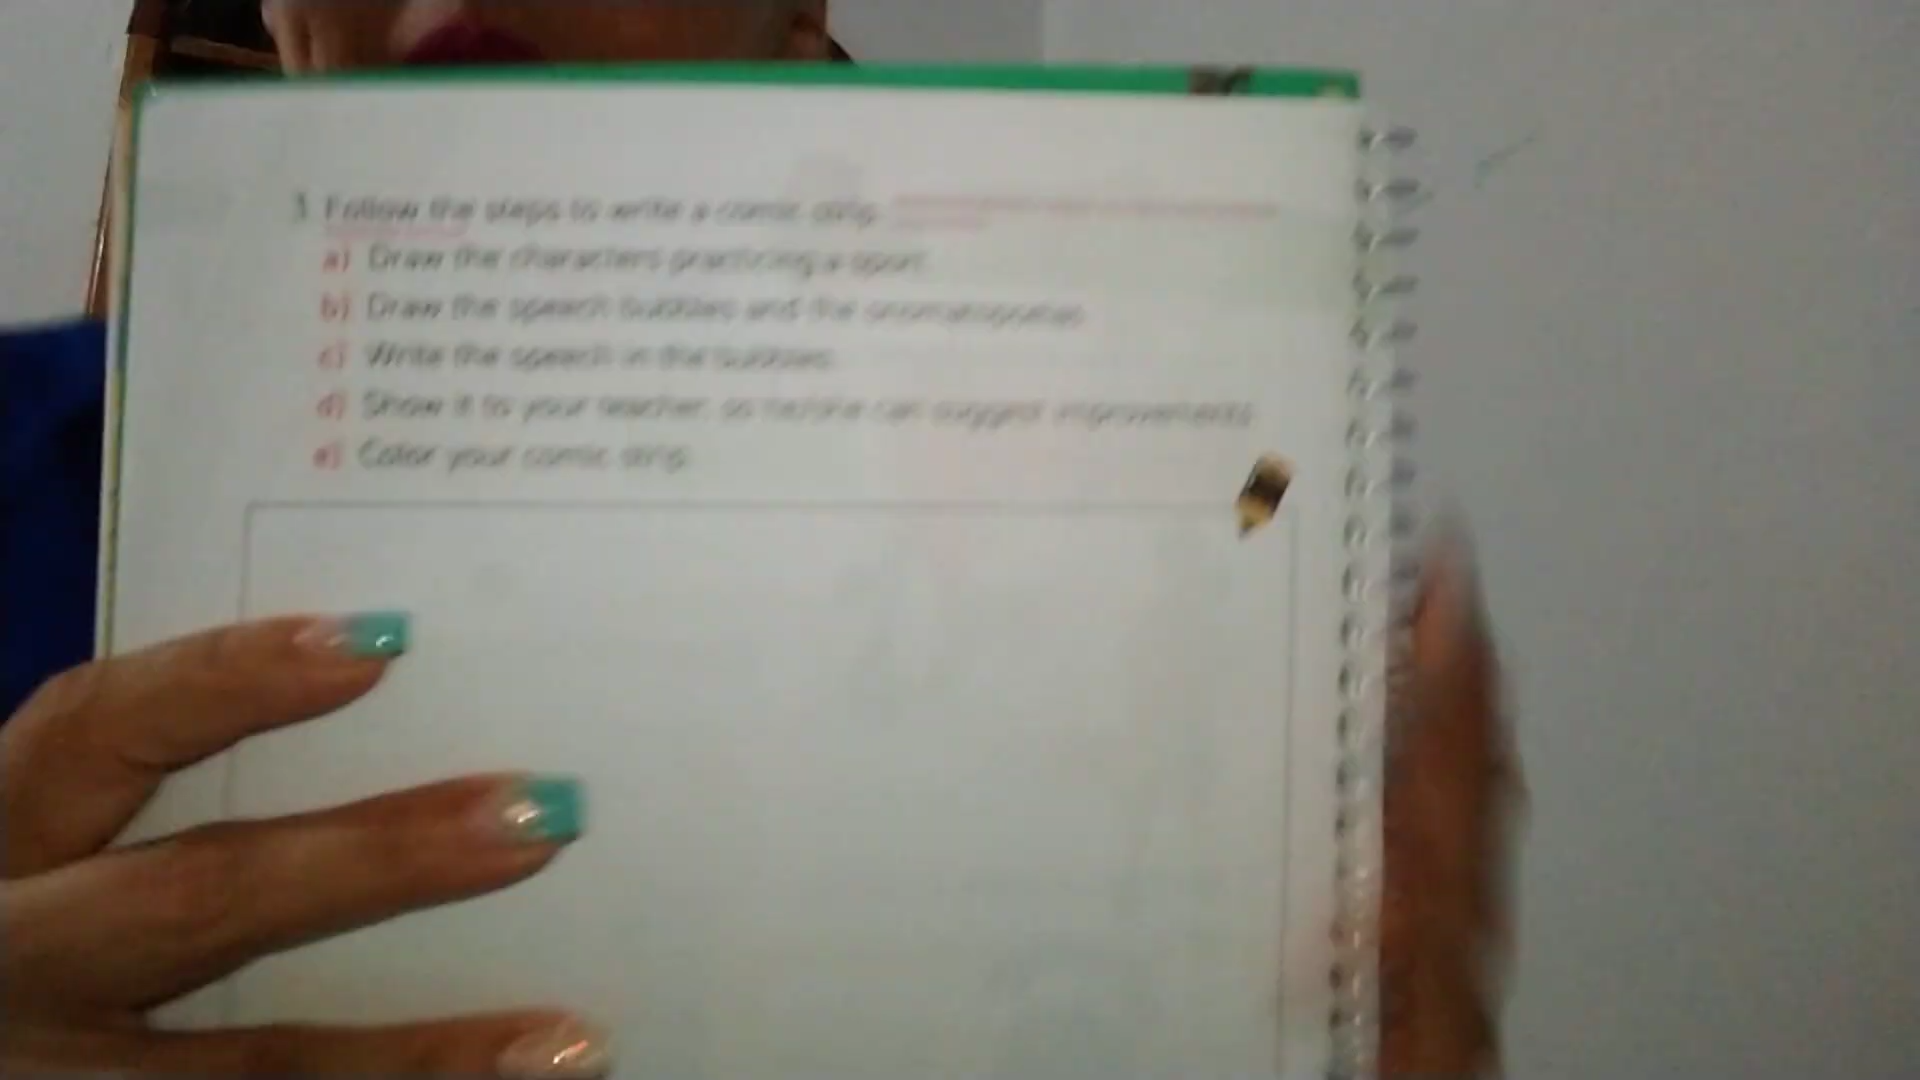 3 Follow the steps to write a comic strip.
a) Draw the characters practicing a sport.
b) Draw the speech bubbles and the onomatopoeias.
c) Write the speech in the bubbles.
d) Show it to your teacher, so he/she can suggest improvements.
e) Color your comic strip.